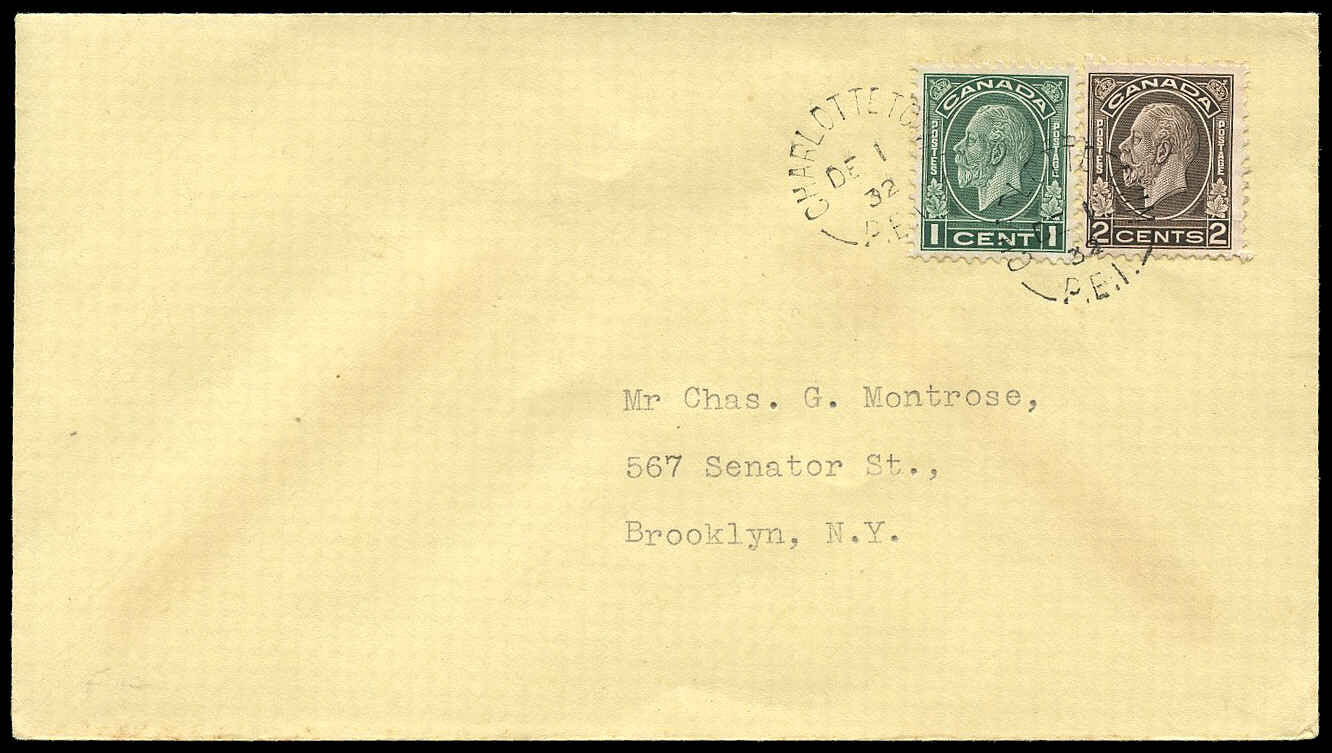 CHARLOTTETO
DE 1
32
P.E.I
CANADA
POSTES
POSTAGE
1 CENT 1
CANADA
POSTES
POSTAGE
2 CENTS 2
32
P.E.I.
Mr Chas. G. Montrose,
567 Senator St.,
Brooklyn, N.Y.